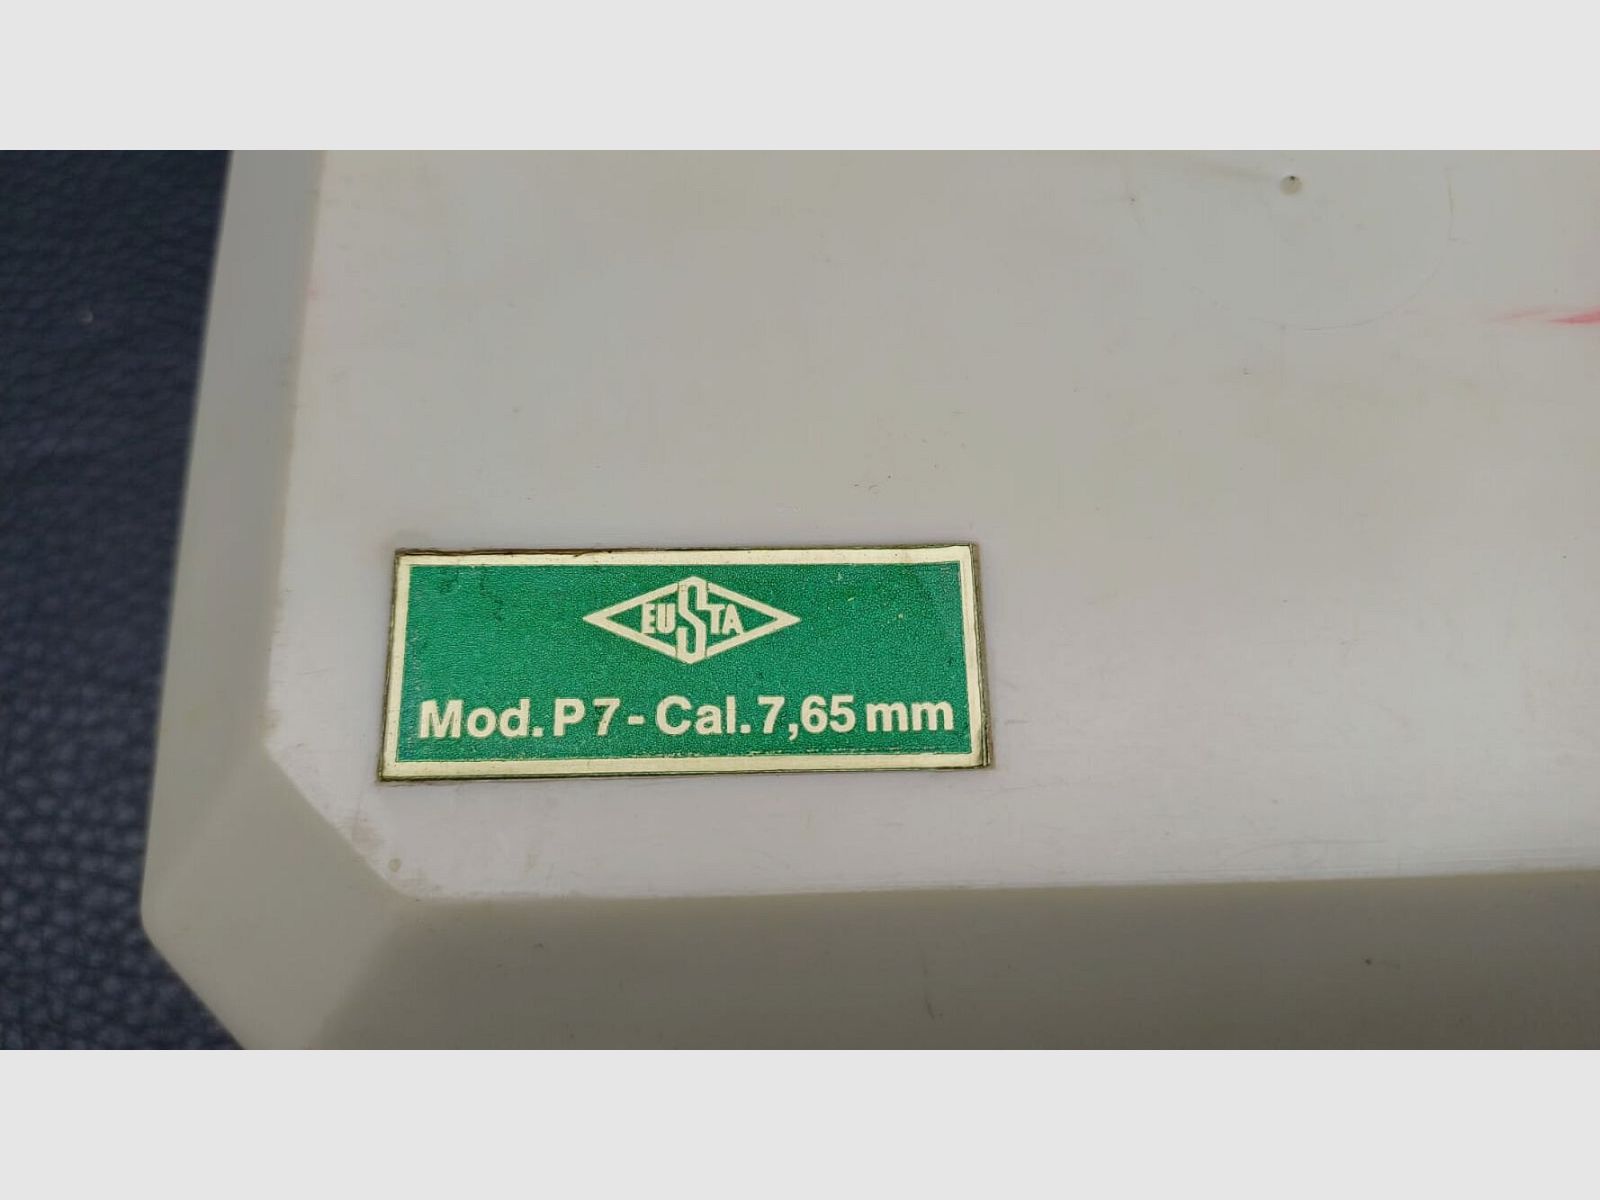 EUSTA
Mod. P7 - Cal. 7,65 mm